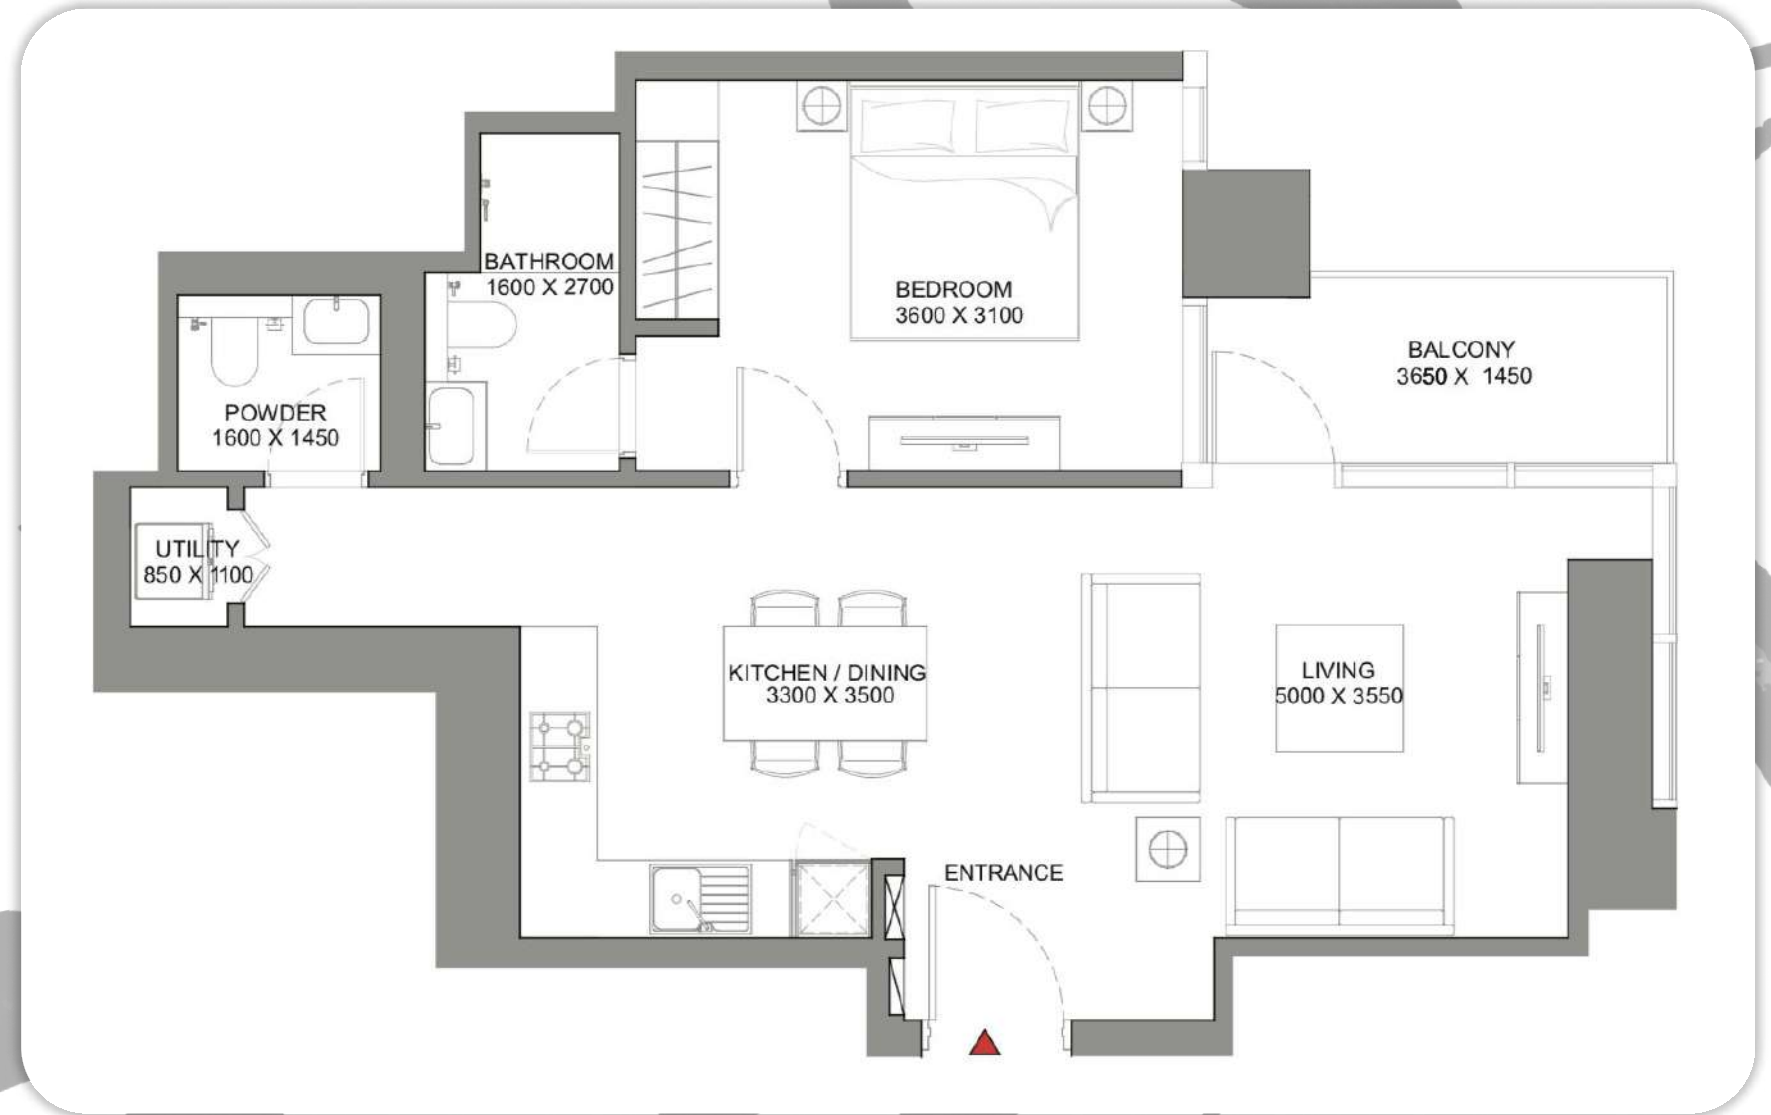 BATHROOM
1600 X 2700
BEDROOM
3600 X 3100
BALCONY
3650 X 1450
POWDER
1600 X 1450
UTILITY
850 X 1100
KITCHEN / DINING
3300 X 3500
LIVING
5000 X 3550
ENTRANCE